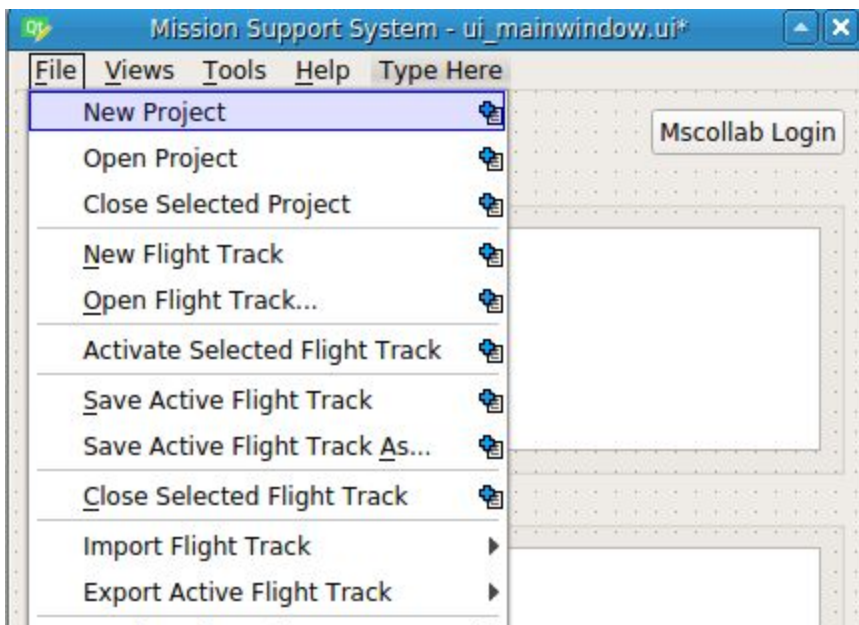 Mission Support System - ui_mainwindow.ui*
File Views Tools Help Type Here
New Project
Mscollab Login
Open Project
Close Selected Project
New Flight Track
Open Flight Track...
Activate Selected Flight Track
Save Active Flight Track
Save Active Flight Track As...
Close Selected Flight Track
Import Flight Track
Export Active Flight Track